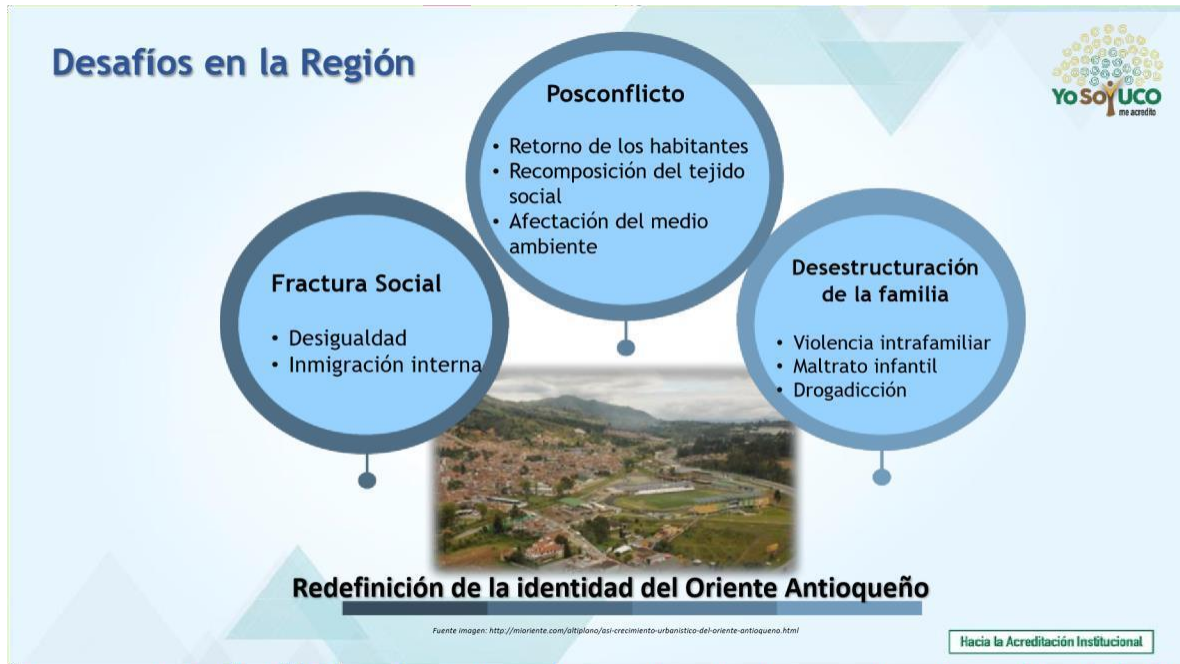 Desafíos en la Región
Yo Soy UCO
me acredito
Posconflicto
• Retorno de los habitantes
• Recomposición del tejido
social
• Afectación del medio
ambiente
Fractura Social
• Desigualdad
• Inmigración interna
Desestructuración
de la familia
• Violencia intrafamiliar
• Maltrato infantil
• Drogadicción
Redefinición de la identidad del Oriente Antioqueño
Fuente imagen: http://mioriente.com/altiplano/asi-crecimiento-urbanistico-del-oriente-antioqueno.html
Hacia la Acreditación Institucional